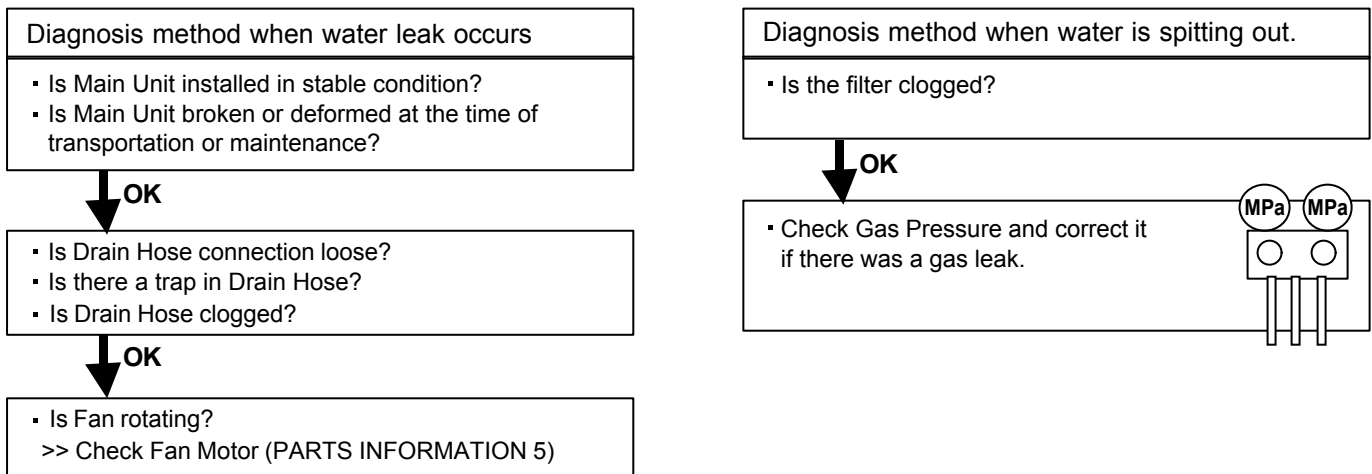 Diagnosis method when water leak occurs
▪ Is Main Unit installed in stable condition?
▪ Is Main Unit broken or deformed at the time of
transportation or maintenance?
OK
▪ Is Drain Hose connection loose?
▪ Is there a trap in Drain Hose?
▪ Is Drain Hose clogged?
OK
▪ Is Fan rotating?
>> Check Fan Motor (PARTS INFORMATION 5)
Diagnosis method when water is spitting out.
▪ Is the filter clogged?
OK
▪ Check Gas Pressure and correct it
if there was a gas leak.
MPa MPa